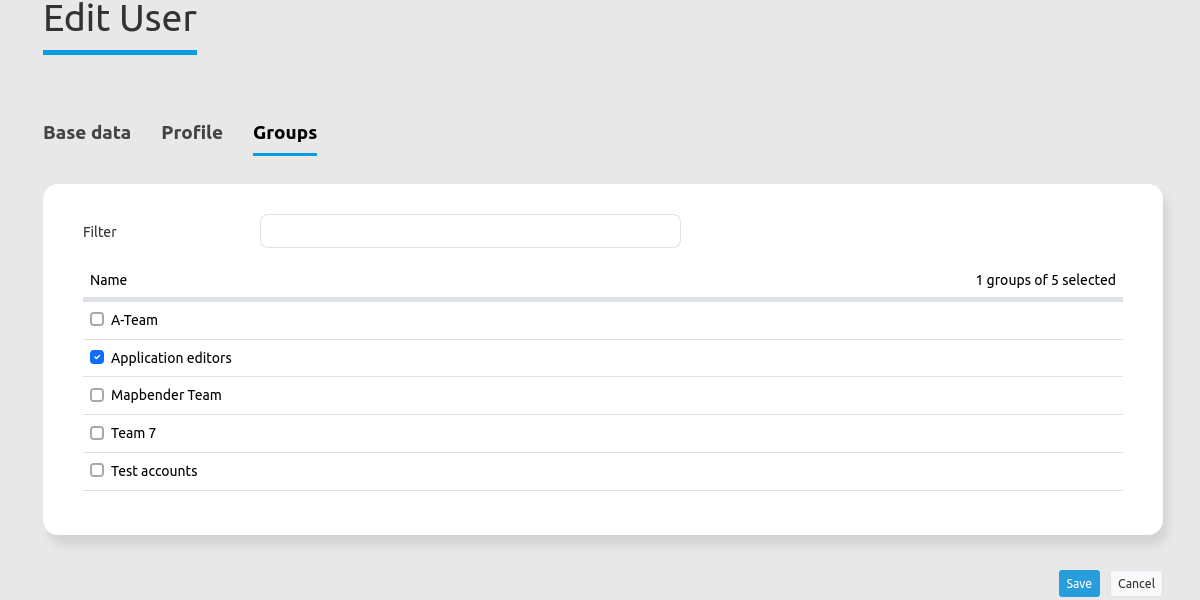 Edit User
Base data Profile Groups
Filter
Name 1 groups of 5 selected
A-Team
Application editors
Mapbender Team
Team 7
Test accounts
Save Cancel